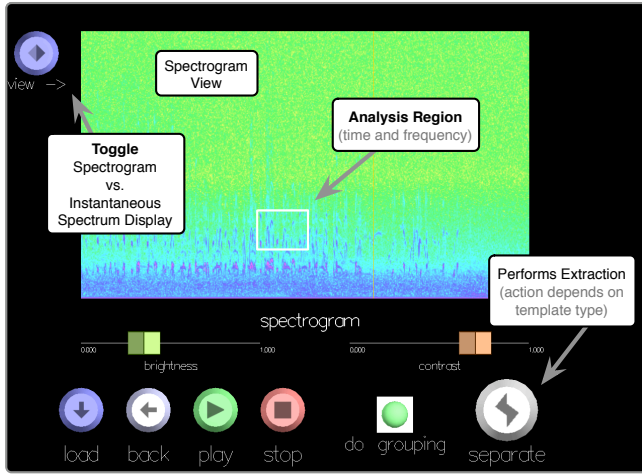 view ->
Spectrogram
View
Analysis Region
(time and frequency)
Toggle
Spectrogram
vs.
Instantaneous
Spectrum Display
Performs Extraction
(action depends on
template type)
spectrogram
0.000 1.000 0.000 1.000
brightness contrast
load back play stop do grouping separate